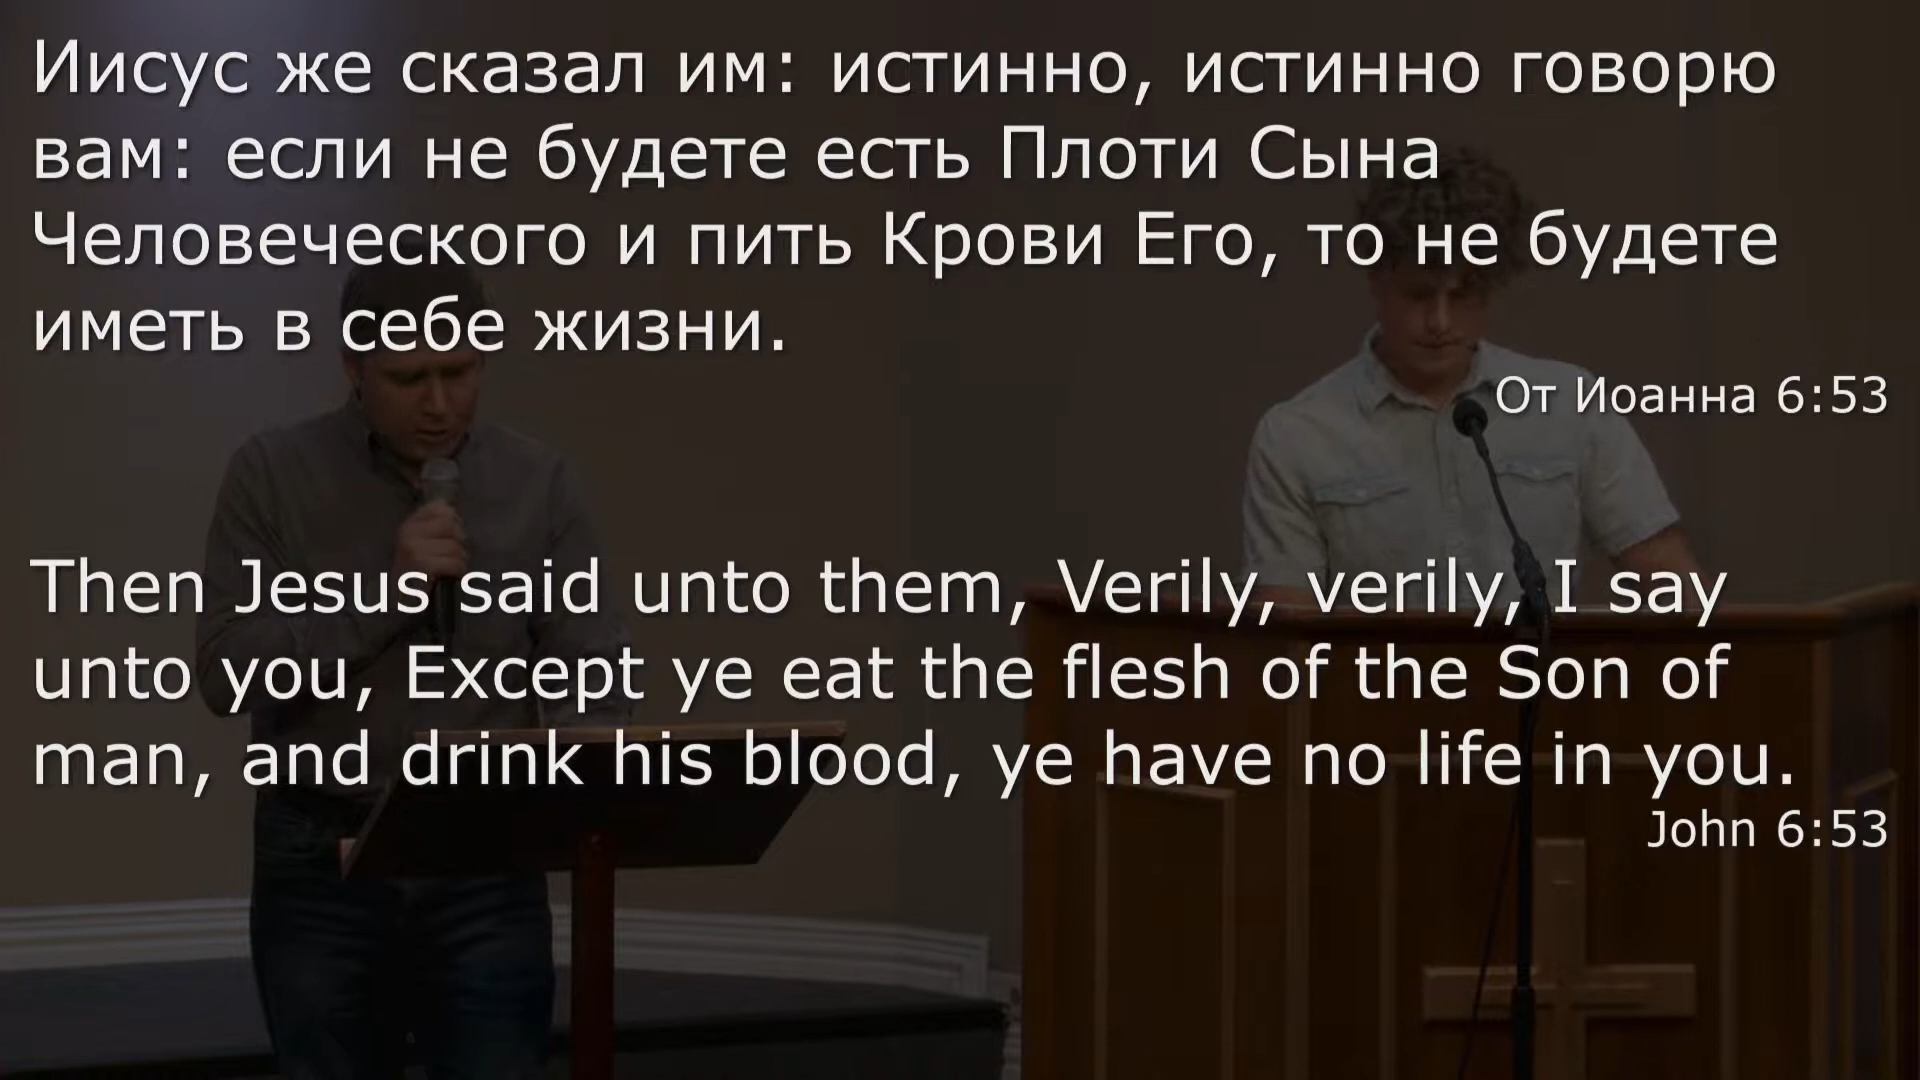 Иисус же сказал им: истинно, истинно говорю
вам: если не будете есть Плоти Сына
Человеческого и пить Крови Его, то не будете
иметь в себе жизни.
От Иоанна 6:53
Then Jesus said unto them, Verily, verily, I say
unto you, Except ye eat the flesh of the Son of
man, and drink his blood, ye have no life in you.
John 6:53